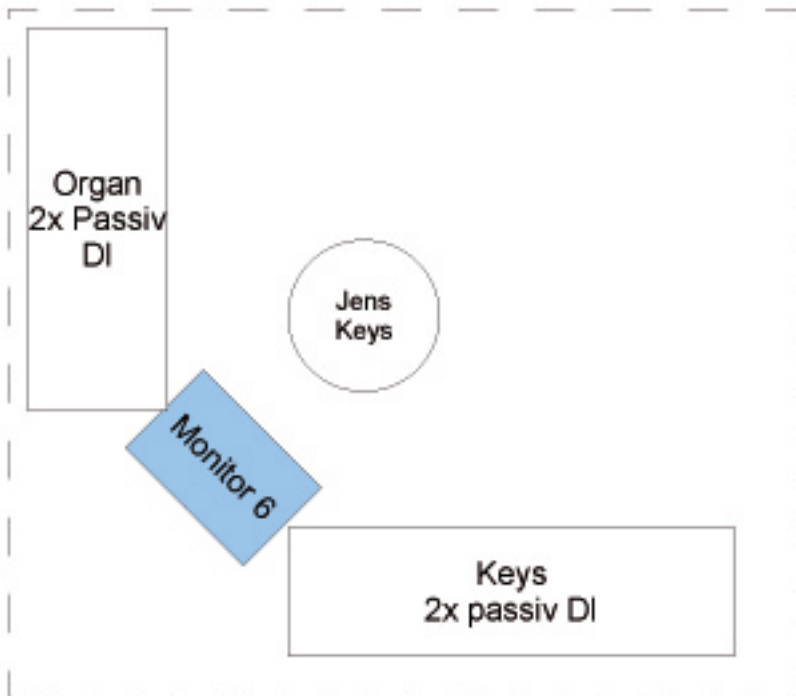 Organ
2x Passiv
DI
Jens
Keys
Monitor 6
Keys
2x passiv DI